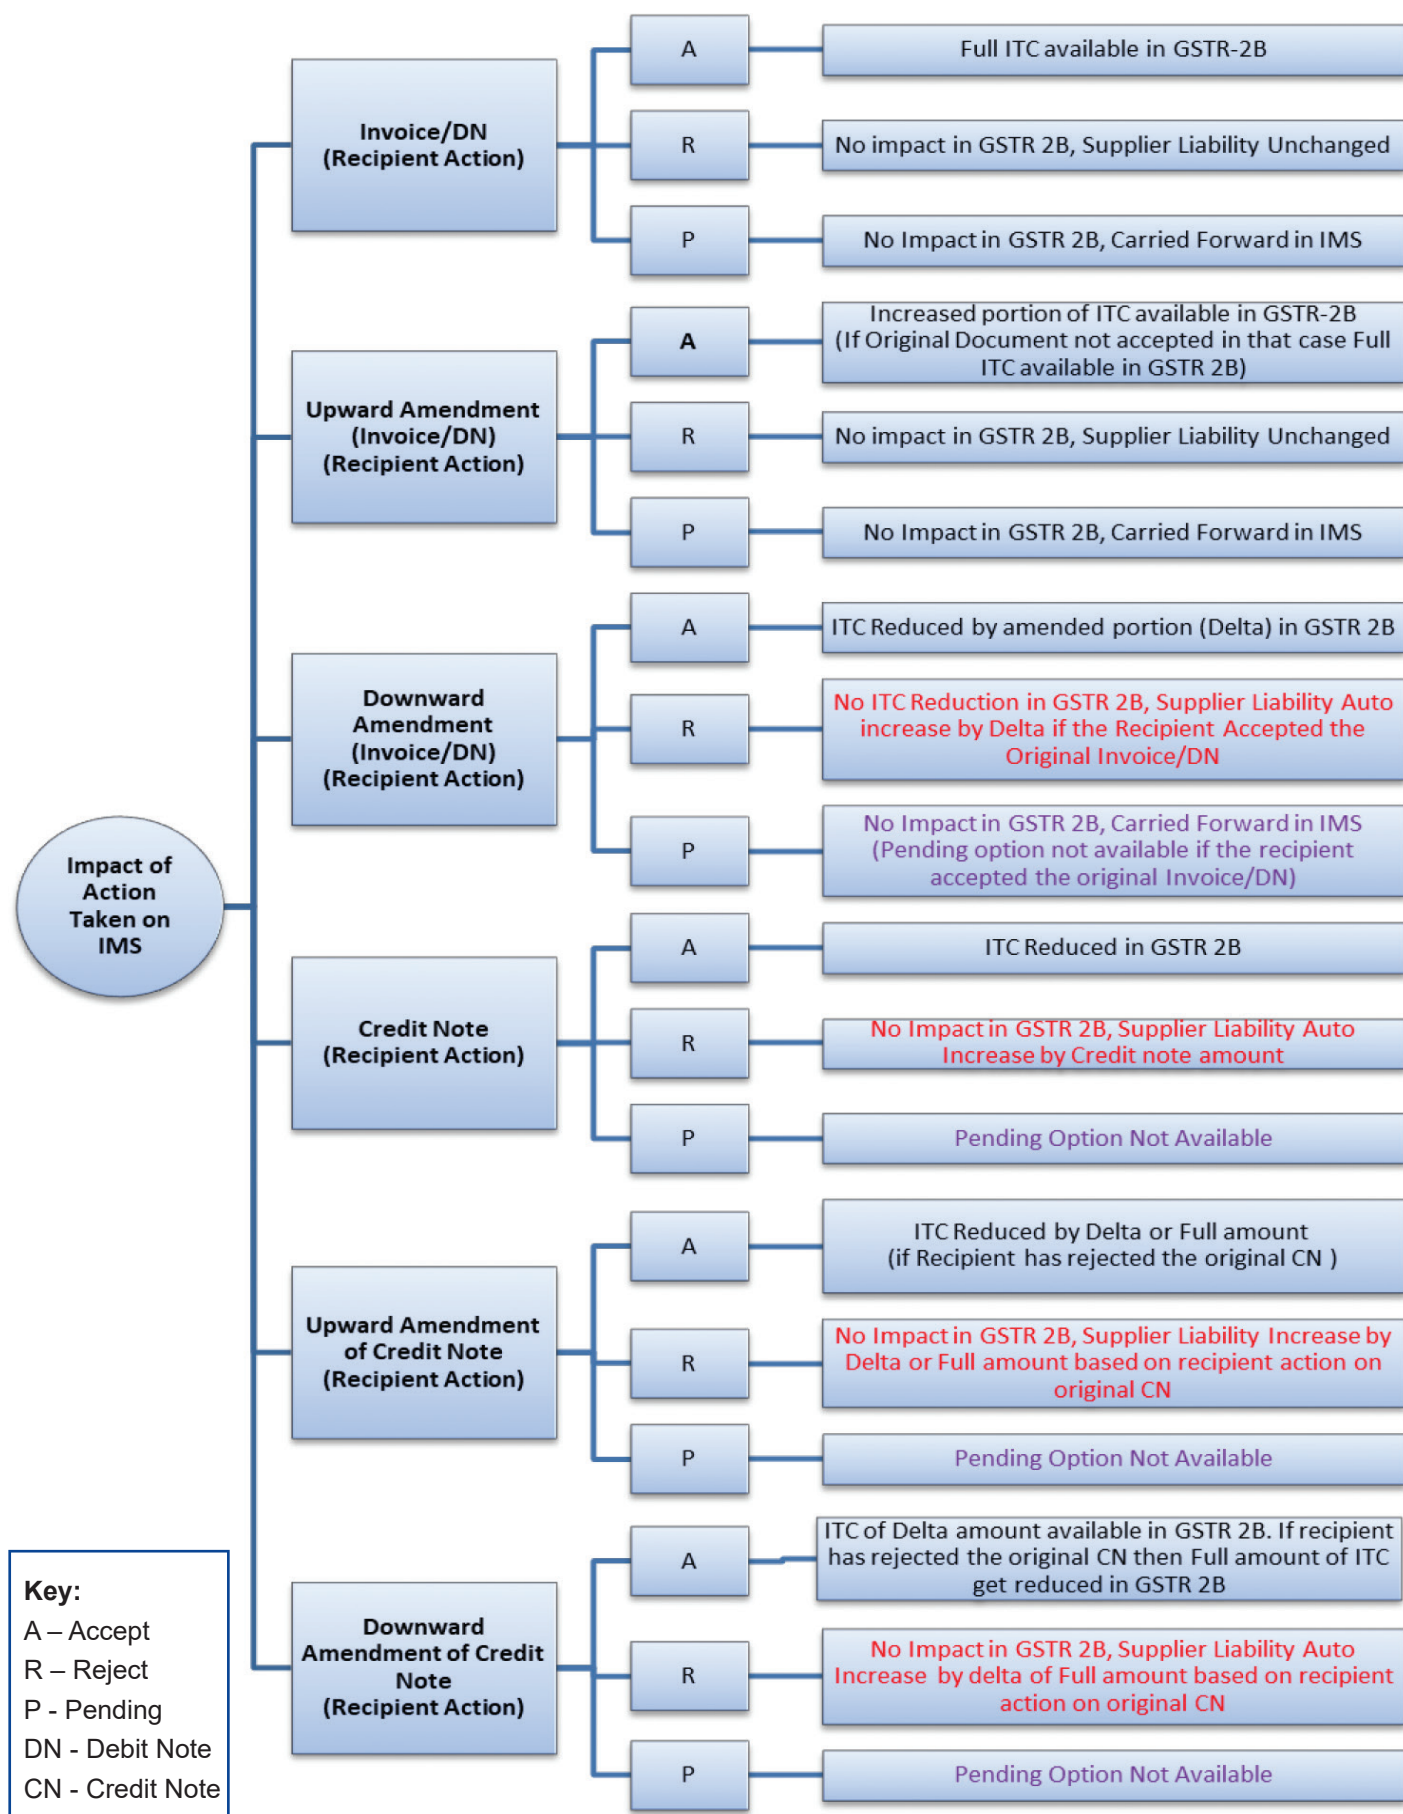 Impact of
Action
Taken on
IMS
Invoice/DN
(Recipient Action)
A
Full ITC available in GSTR-2B
R
No impact in GSTR 2B, Supplier Liability Unchanged
P
No Impact in GSTR 2B, Carried Forward in IMS
Upward Amendment
(Invoice/DN)
(Recipient Action)
A
Increased portion of ITC available in GSTR-2B
(If Original Document not accepted in that case Full
ITC available in GSTR 2B)
R
No impact in GSTR 2B, Supplier Liability Unchanged
P
No Impact in GSTR 2B, Carried Forward in IMS
Downward
Amendment
(Invoice/DN)
(Recipient Action)
A
ITC Reduced by amended portion (Delta) in GSTR 2B
R
No ITC Reduction in GSTR 2B, Supplier Liability Auto
increase by Delta if the Recipient Accepted the
Original Invoice/DN
P
No Impact in GSTR 2B, Carried Forward in IMS
(Pending option not available if the recipient
accepted the original Invoice/DN)
Credit Note
(Recipient Action)
A
ITC Reduced in GSTR 2B
R
No Impact in GSTR 2B, Supplier Liability Auto
Increase by Credit note amount
P
Pending Option Not Available
Upward Amendment
of Credit Note
(Recipient Action)
A
ITC Reduced by Delta or Full amount
(if Recipient has rejected the original CN )
R
No Impact in GSTR 2B, Supplier Liability Increase by
Delta or Full amount based on recipient action on
original CN
P
Pending Option Not Available
Downward
Amendment of Credit
Note
(Recipient Action)
A
ITC of Delta amount available in GSTR 2B. If recipient
has rejected the original CN then Full amount of ITC
get reduced in GSTR 2B
R
No Impact in GSTR 2B, Supplier Liability Auto
Increase by delta of Full amount based on recipient
action on original CN
P
Pending Option Not Available
Key:
A – Accept
R – Reject
P - Pending
DN - Debit Note
CN - Credit Note